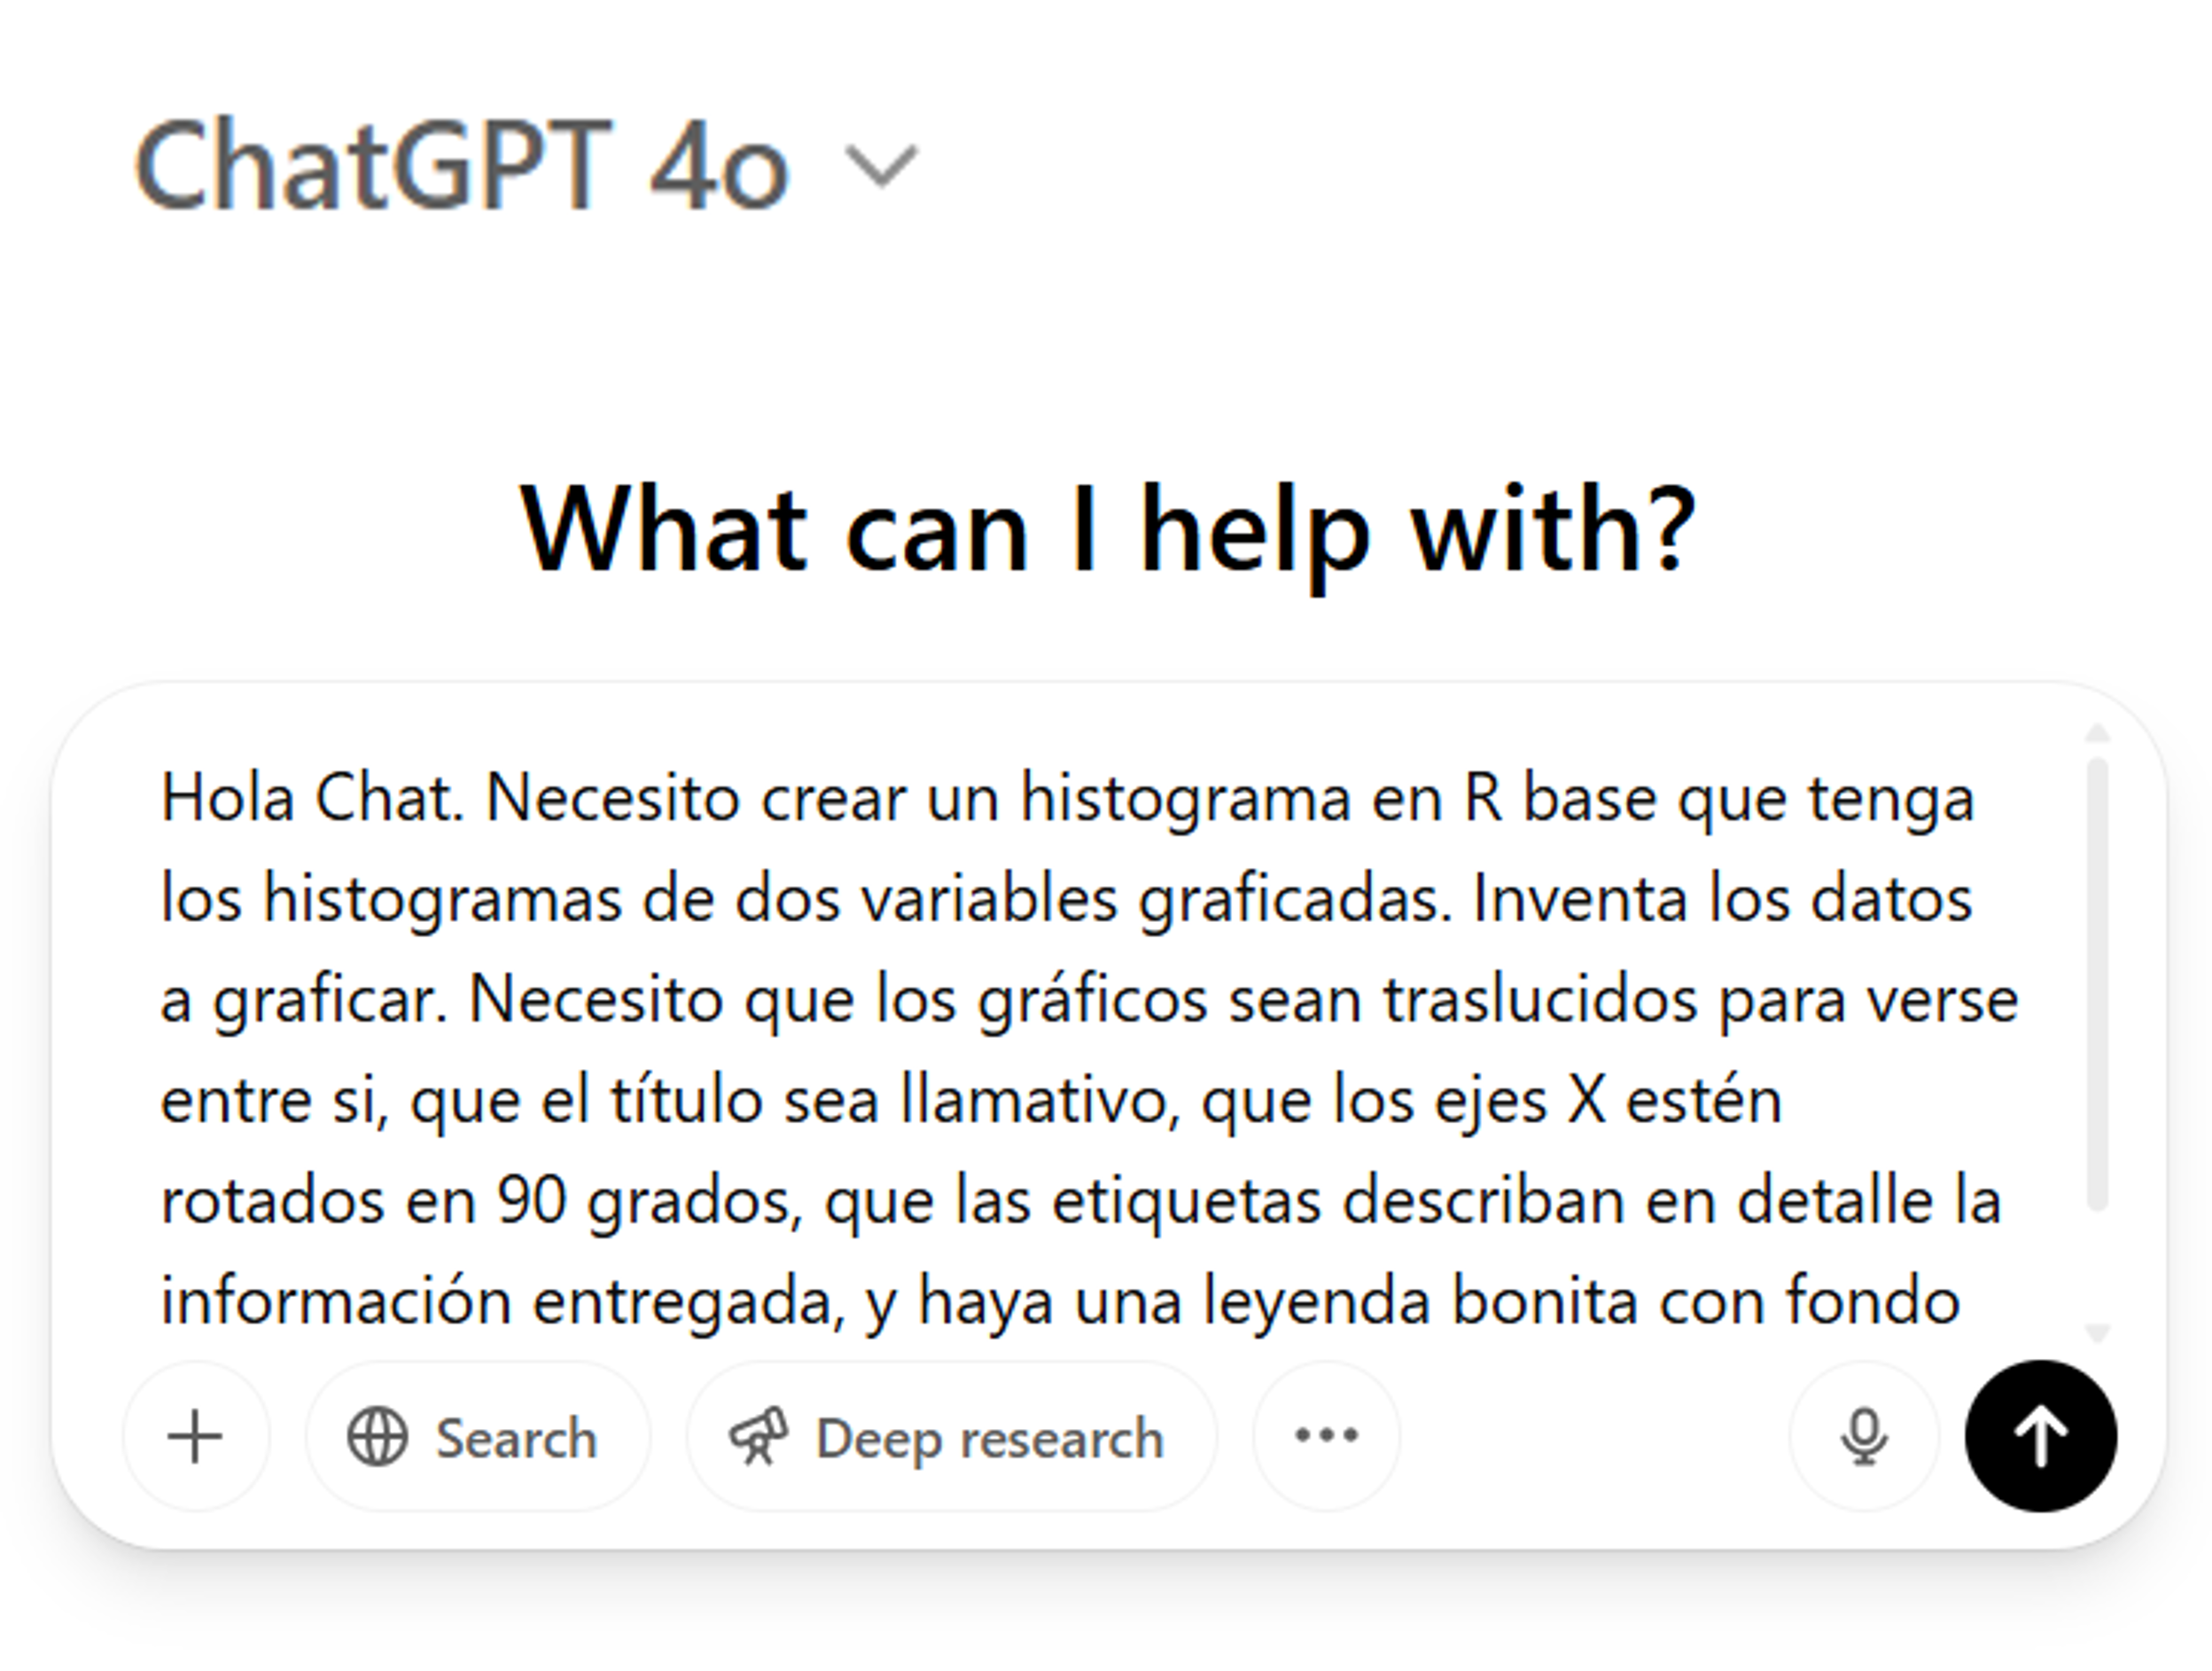 ChatGPT 4o
What can I help with?
Hola Chat. Necesito crear un histograma en R base que tenga
los histogramas de dos variables graficadas. Inventa los datos
a graficar. Necesito que los gráficos sean traslucidos para verse
entre si, que el título sea llamativo, que los ejes X estén
rotados en 90 grados, que las etiquetas describan en detalle la
información entregada, y haya una leyenda bonita con fondo
Search Deep research